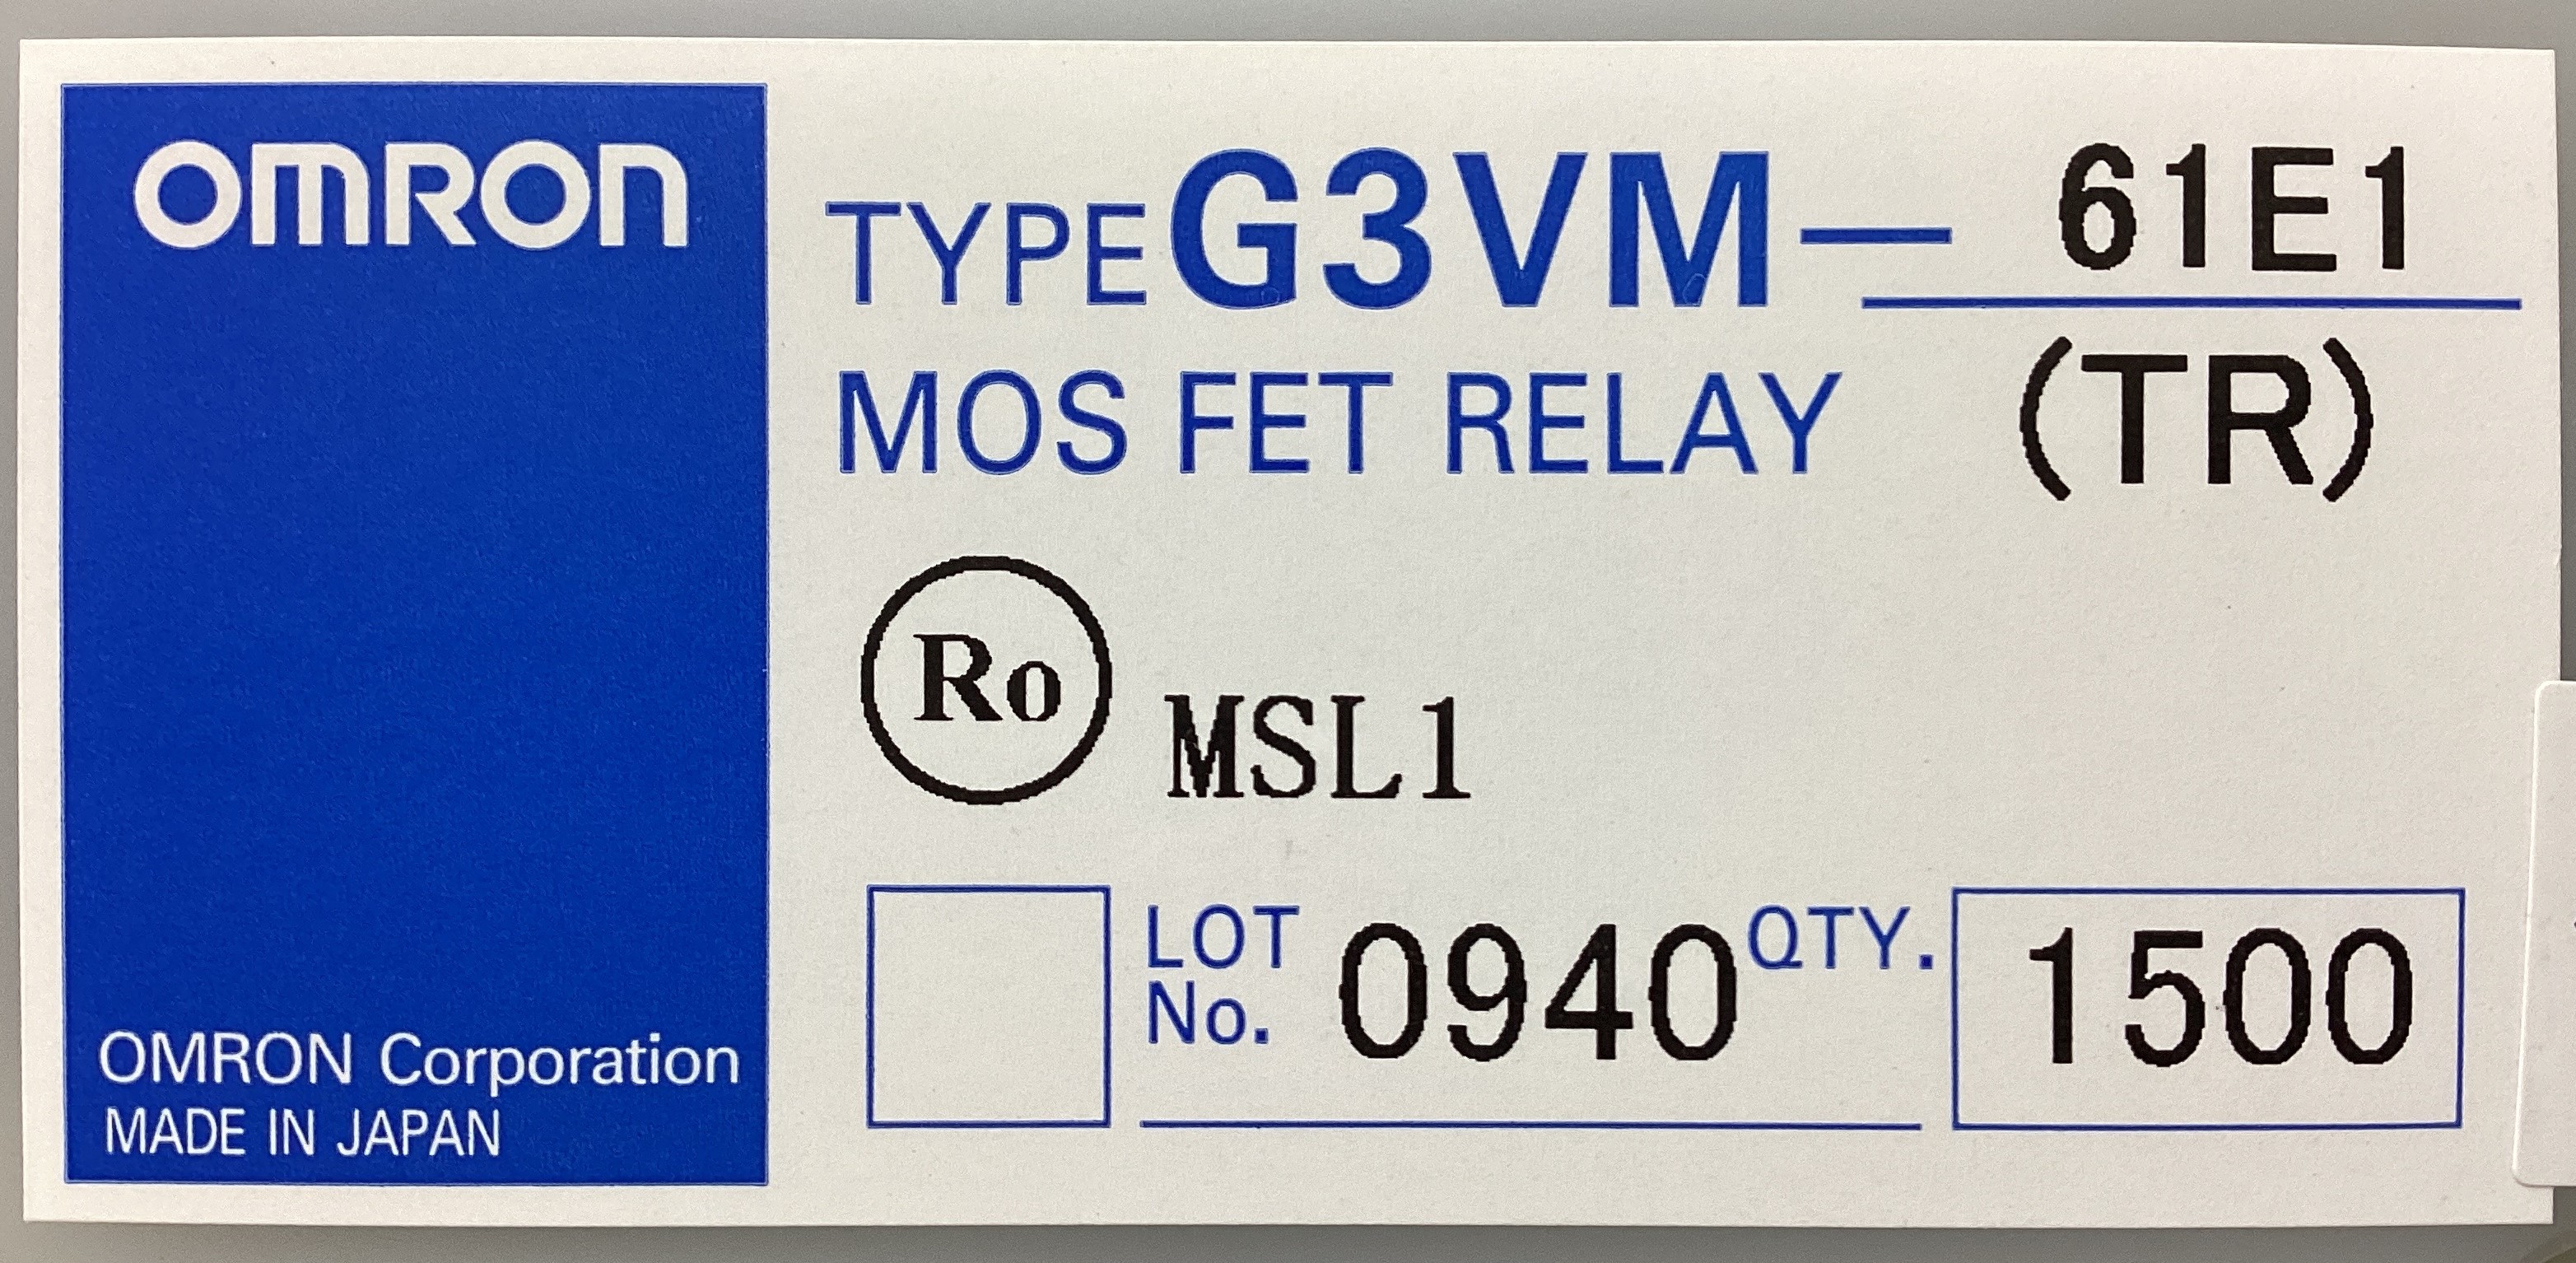 OMRON
TYPE G3VM— 61E1
MOS FET RELAY (TR)
Ro MSL1
LOT No. 0940 QTY. 1500
OMRON Corporation
MADE IN JAPAN